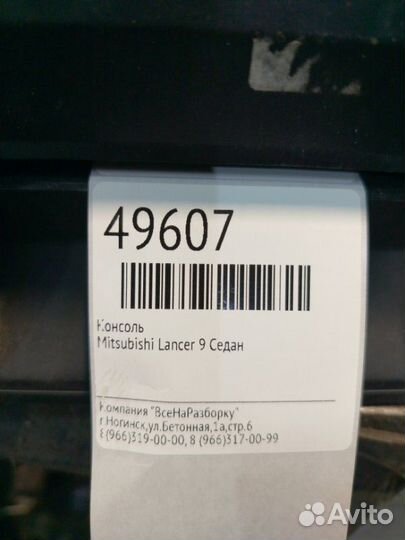 49607
Консоль
Mitsubishi Lancer 9 Седан
Компания "ВсеНаРазборку"
г.Ногинск,ул.Бетонная,1а,стр.6
8 (966)319-00-00, 8 (966)317-00-99
Avito